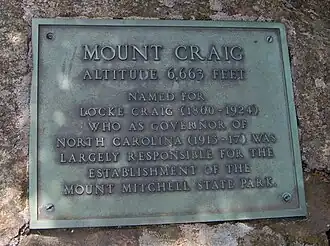 MOUNT CRAIG
ALTITUDE 6,663 FEET
NAMED FOR
LOCKE CRAIG (1860-1924)
WHO AS GOVERNOR OF
NORTH CAROLINA (1913-17) WAS
LARGELY RESPONSIBLE FOR THE
ESTABLISHMENT OF THE
MOUNT MITCHELL STATE PARK.